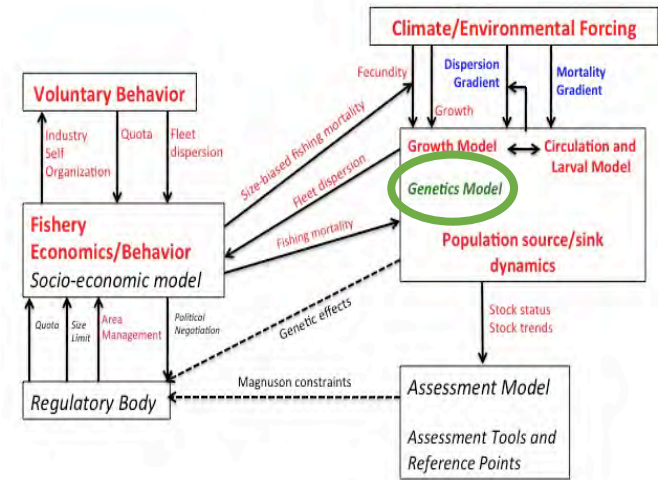 Climate/Environmental Forcing
Fecundity
Growth
Dispersion
Gradient
Mortality
Gradient
Voluntary Behavior
Industry
Self
Organization
Quota
Fleet
dispersion
Size-biased fishing mortality
Fleet dispersion
Fishing mortality
Growth Model
Circulation and
Larval Model
Genetics Model
Population source/sink
dynamics
Fishery
Economics/Behavior
Socio-economic model
Quota
Size
Limit
Area
Management
Political
Negotiation
Genetic effects
Stock status
Stock trends
Regulatory Body
Magnuson constraints
Assessment Model
Assessment Tools and
Reference Points